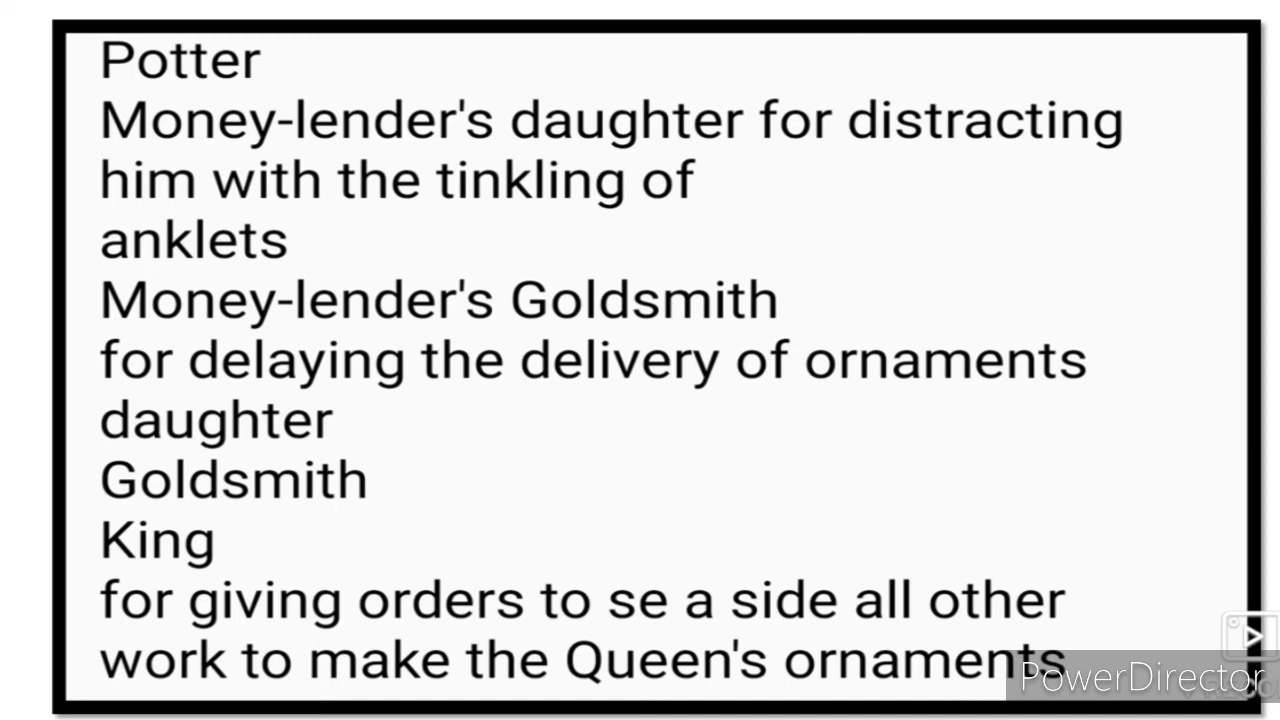 Potter
Money-lender's daughter for distracting
him with the tinkling of
anklets
Money-lender's Goldsmith
for delaying the delivery of ornaments
daughter
Goldsmith
King
for giving orders to se a side all other
work to make the Queen's ornaments
PowerDirector